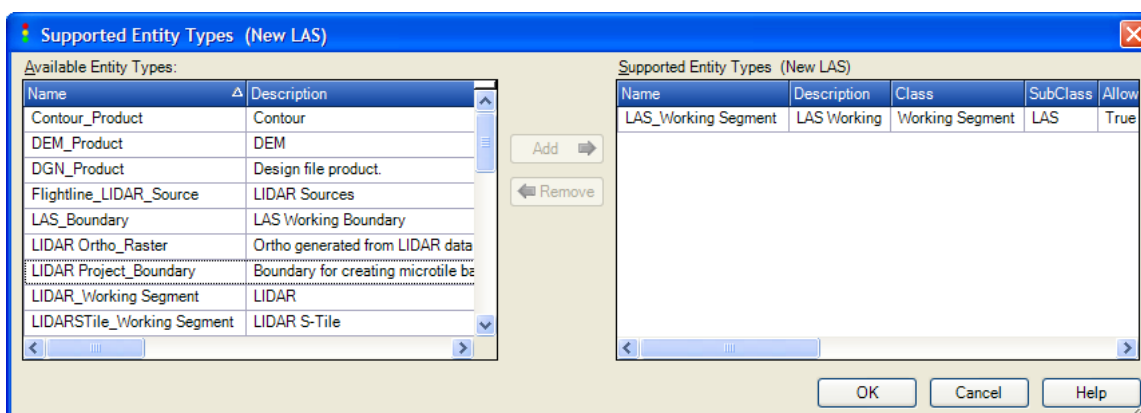 Supported Entity Types (New LAS)
Available Entity Types:
Name Description
Contour_Product Contour
DEM_Product DEM
DGN_Product Design file product.
Flightline_LIDAR_Source LIDAR Sources
LAS_Boundary LAS Working Boundary
LIDAR Ortho_Raster Ortho generated from LIDAR data
LIDAR Project_Boundary Boundary for creating microtile ba
LIDAR_Working Segment LIDAR
LIDARSTile_Working Segment LIDAR S-Tile
Add
Remove
Supported Entity Types (New LAS)
Name Description Class SubClass Allow
LAS_Working Segment LAS Working Working Segment LAS True
OK Cancel Help